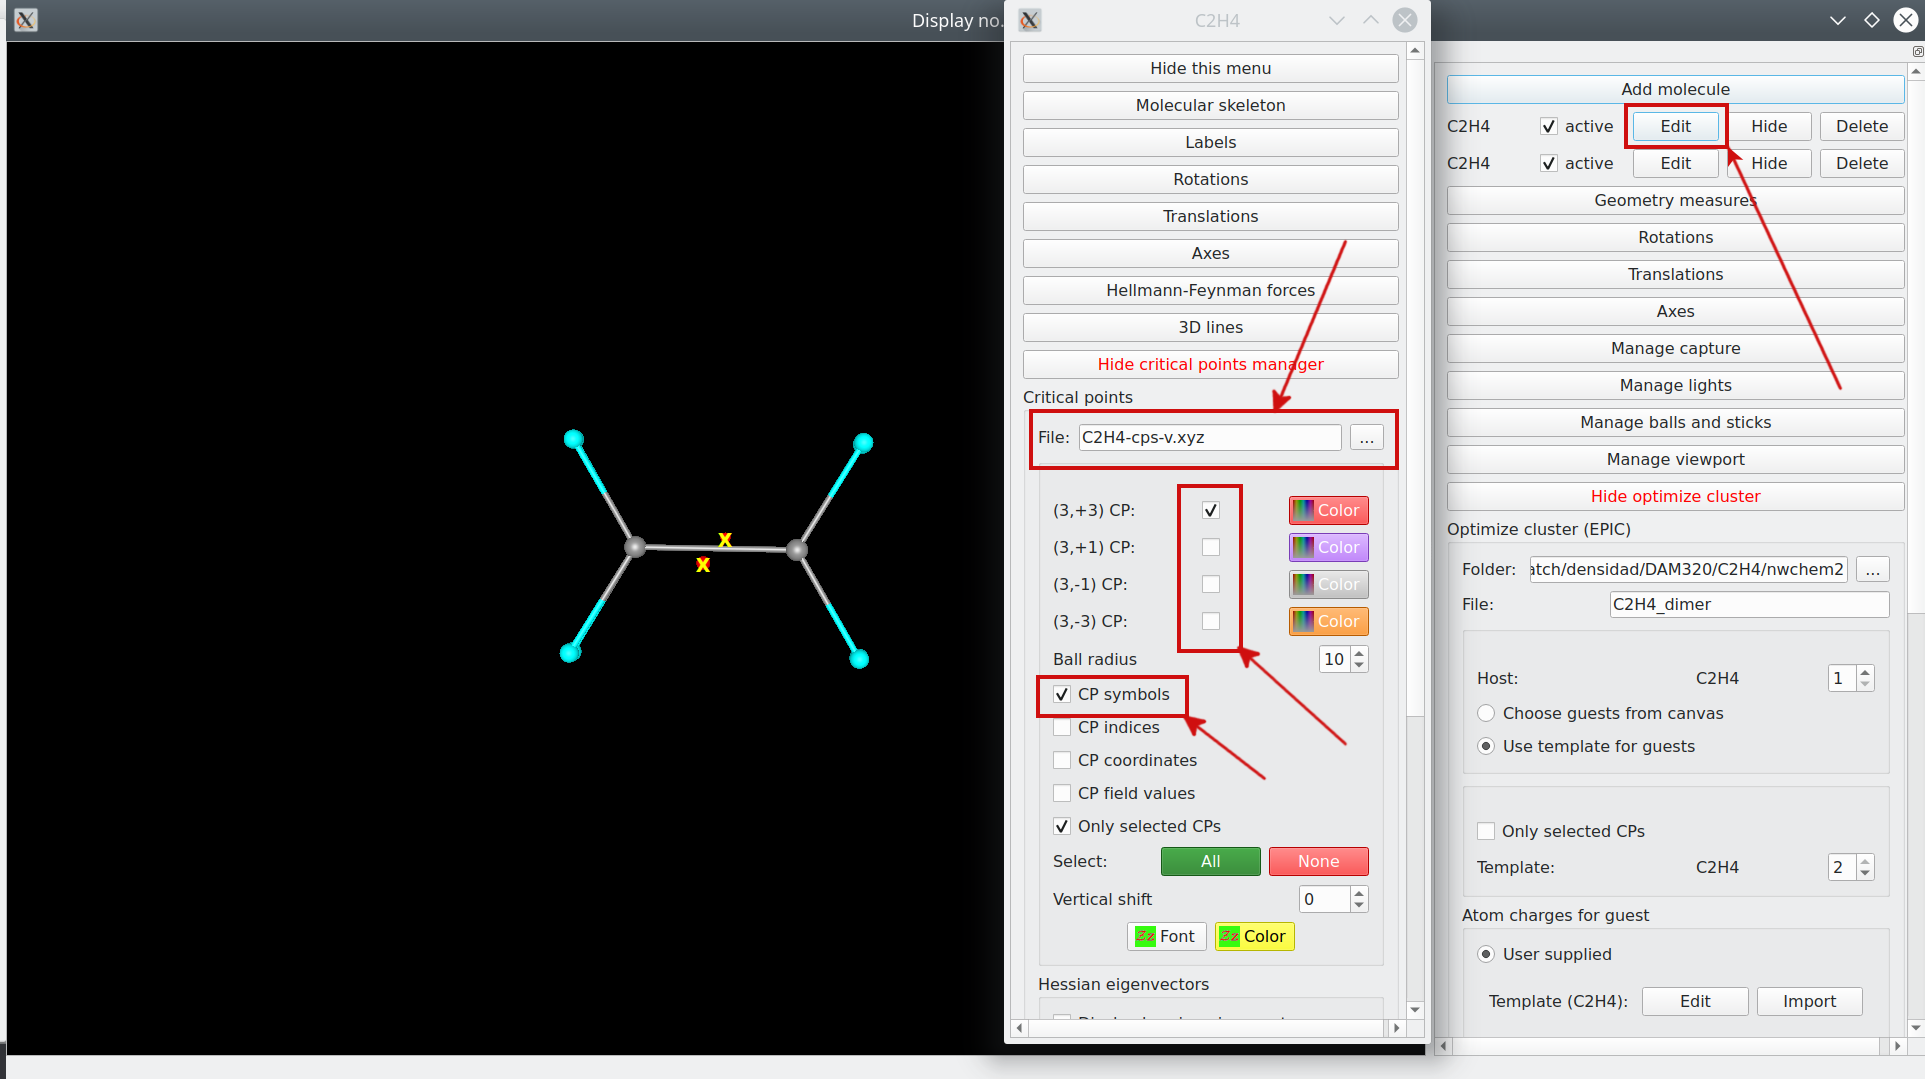 Display no.
C2H4
Hide this menu
Molecular skeleton
Labels
Rotations
Translations
Axes
Hellmann-Feynman forces
3D lines
Hide critical points manager
Critical points
File: C2H4-cps-v.xyz ...
(3,+3) CP: Color
(3,+1) CP: Color
(3,-1) CP: Color
(3,-3) CP: Color
Ball radius 10
CP symbols
CP indices
CP coordinates
CP field values
Only selected CPs
Select: All None
Vertical shift 0
Zz Font Zz Color
Hessian eigenvectors
x
x
Add molecule
C2H4 active Edit Hide Delete
C2H4 active Edit Hide Delete
Geometry measures
Rotations
Translations
Axes
Manage capture
Manage lights
Manage balls and sticks
Manage viewport
Hide optimize cluster
Optimize cluster (EPIC)
Folder: atch/densidad/DAM320/C2H4/nwchem2 ...
File: C2H4_dimer
Host: C2H4 1
Choose guests from canvas
Use template for guests
Only selected CPs
Template: C2H4 2
Atom charges for guest
User supplied
Template (C2H4): Edit Import